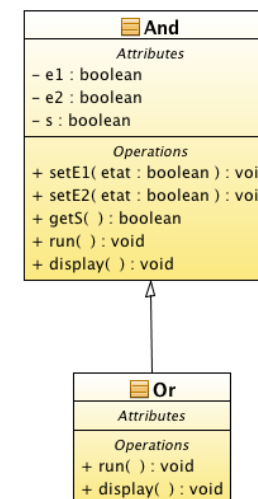 And
Attributes
- e1 : boolean
- e2 : boolean
- s : boolean
Operations
+ setE1( etat : boolean ) : voi
+ setE2( etat : boolean ) : voi
+ getS( ) : boolean
+ run( ) : void
+ display( ) : void
Or
Attributes
Operations
+ run( ) : void
+ display( ) : void